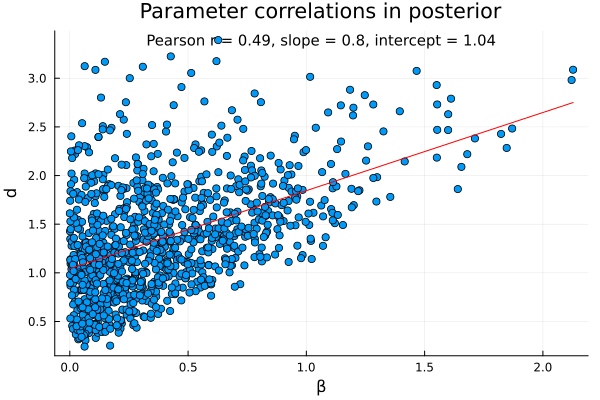 Parameter correlations in posterior
Pearson r = 0.49, slope = 0.8, intercept = 1.04
3.0
2.5
2.0
1.5
1.0
0.5
d
0.0 0.5 1.0 1.5 2.0
β